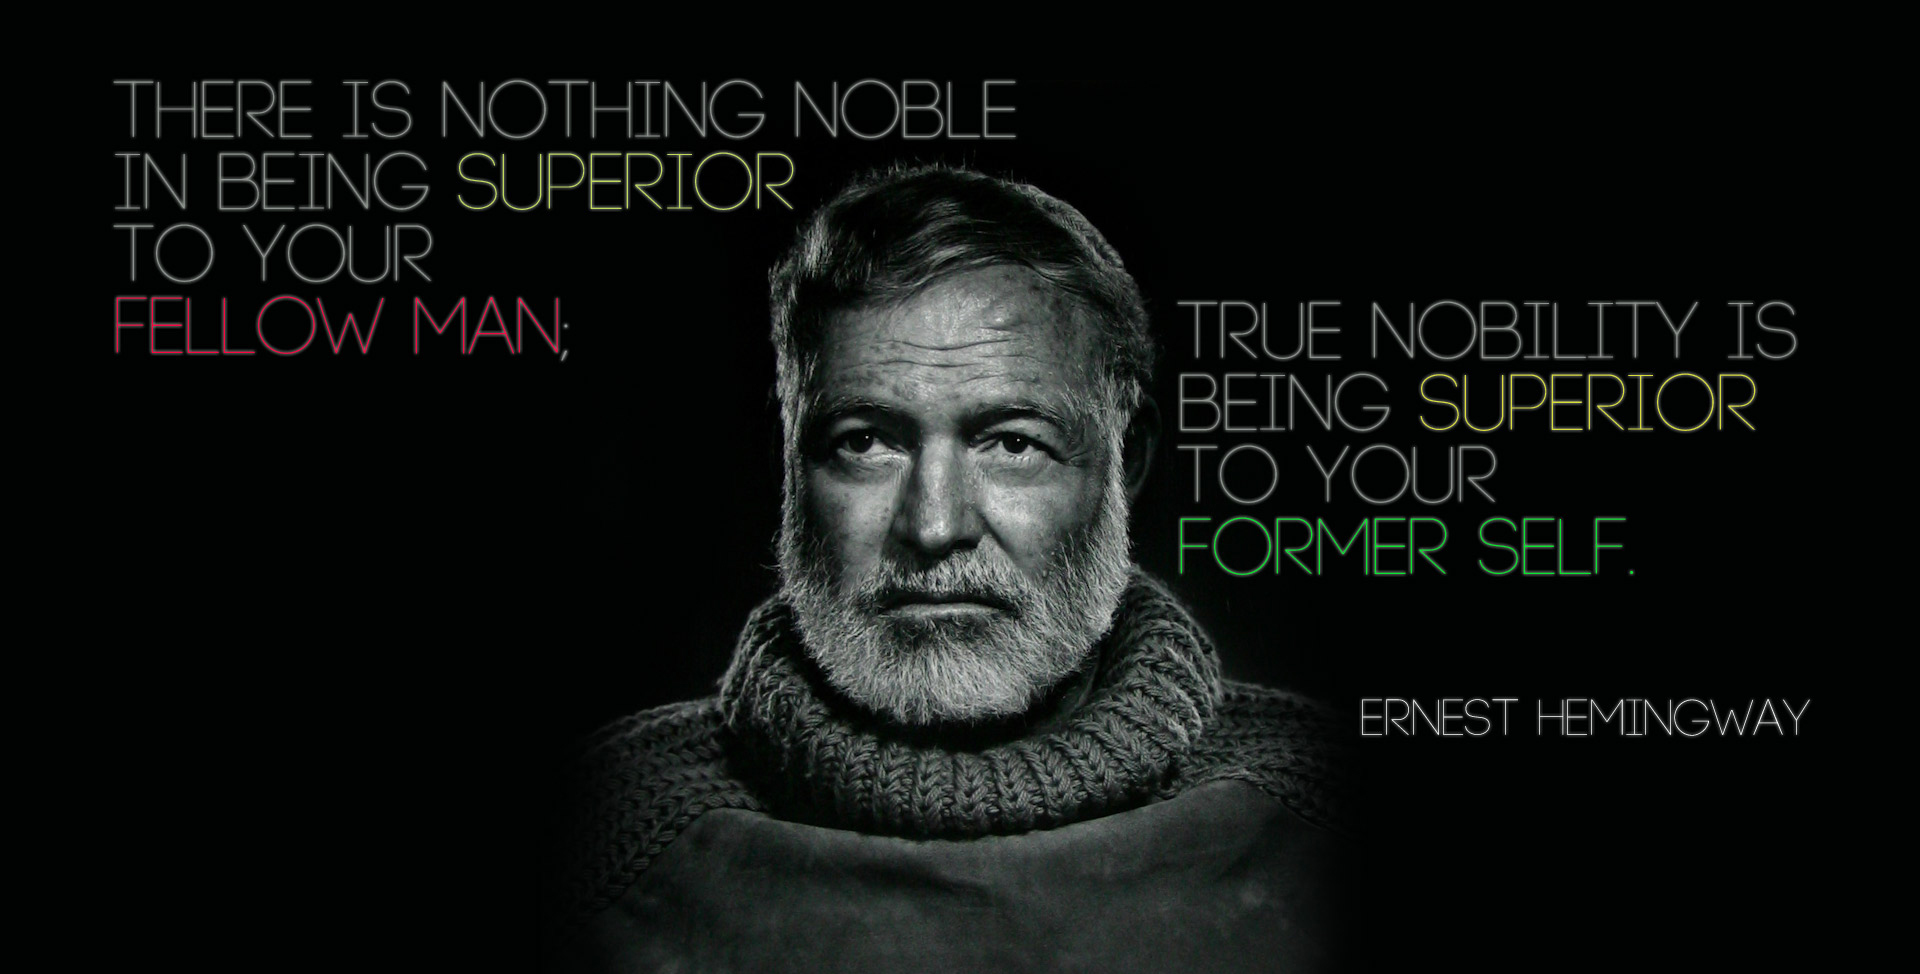 THERE IS NOTHING NOBLE
IN BEING SUPERIOR
TO YOUR
FELLOW MAN;
TRUE NOBILITY IS
BEING SUPERIOR
TO YOUR
FORMER SELF.
ERNEST HEMINGWAY